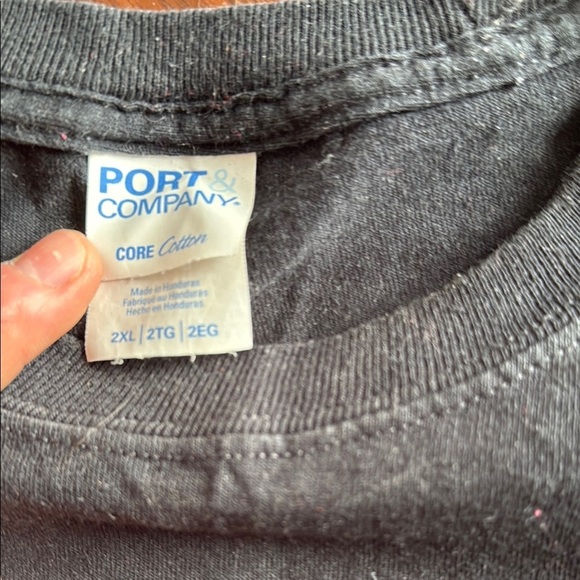 PORT &
COMPANY®
CORE Cotton
Made in Honduras
Fabriqué au Honduras
Hecho en Honduras
2XL | 2TG | 2EG